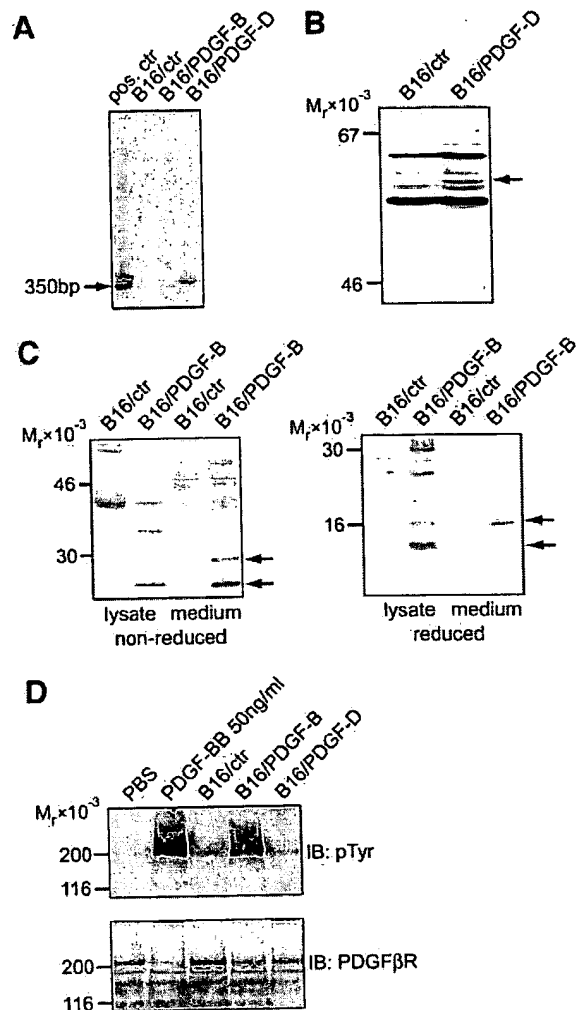 A
pos. ctr
B16/ctr
B16/PDGF-B
B16/PDGF-D
350bp
B
B16/ctr
B16/PDGF-D
Mr×10-3
67
46
C
B16/ctr
B16/PDGF-B
B16/ctr
B16/PDGF-B
Mr×10-3
46
30
lysate medium
non-reduced
B16/ctr
B16/PDGF-B
B16/ctr
B16/PDGF-B
Mr×10-3
30
16
lysate medium
reduced
D
PBS
PDGF-BB 50ng/ml
B16/ctr
B16/PDGF-B
B16/PDGF-D
Mr×10-3
200
116
IB: pTyr
200
116
IB: PDGFβR